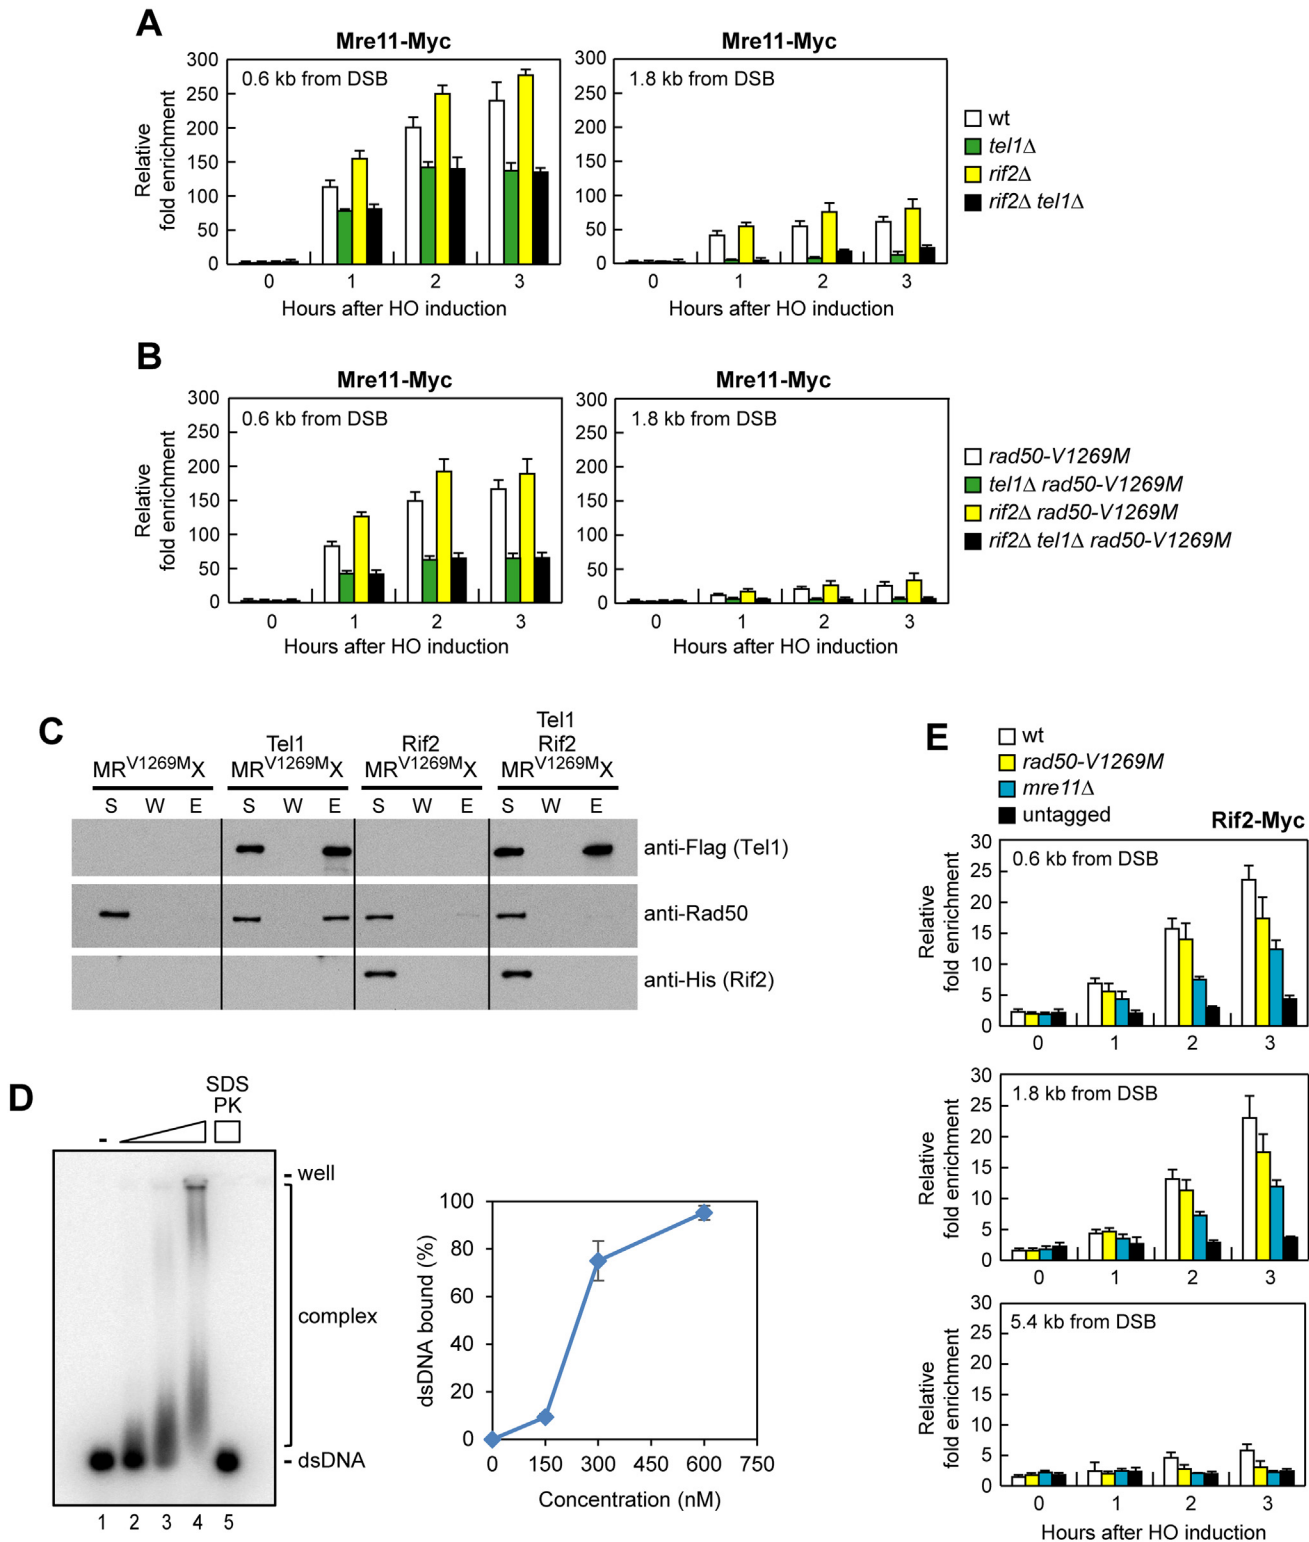 A
Mre11-Myc
Mre11-Myc
Relative
fold enrichment
300
250
200
150
100
50
0
0.6 kb from DSB
0 1 2 3
Hours after HO induction
300
250
200
150
100
50
0
1.8 kb from DSB
0 1 2 3
Hours after HO induction
wt
tel1Δ
rif2Δ
rif2Δ tel1Δ
B
Mre11-Myc
Mre11-Myc
Relative
fold enrichment
300
250
200
150
100
50
0
0.6 kb from DSB
0 1 2 3
Hours after HO induction
300
250
200
150
100
50
0
1.8 kb from DSB
0 1 2 3
Hours after HO induction
rad50-V1269M
tel1Δ rad50-V1269M
rif2Δ rad50-V1269M
rif2Δ tel1Δ rad50-V1269M
C
Tel1
Tel1 Rif2 Rif2
MRV1269MX MRV1269MX MRV1269MX MRV1269MX
S W E S W E S W E S W E
anti-Flag (Tel1)
anti-Rad50
anti-His (Rif2)
D
SDS
PK
-
- well
complex
- dsDNA
1 2 3 4 5
dsDNA bound (%)
100
80
60
40
20
0
0 150 300 450 600 750
Concentration (nM)
E
wt
rad50-V1269M
mre11Δ
untagged
Rif2-Myc
Relative
fold enrichment
30
25
20
15
10
5
0
0.6 kb from DSB
0 1 2 3
Relative
fold enrichment
30
25
20
15
10
5
0
1.8 kb from DSB
0 1 2 3
Relative
fold enrichment
30
25
20
15
10
5
0
5.4 kb from DSB
0 1 2 3
Hours after HO induction